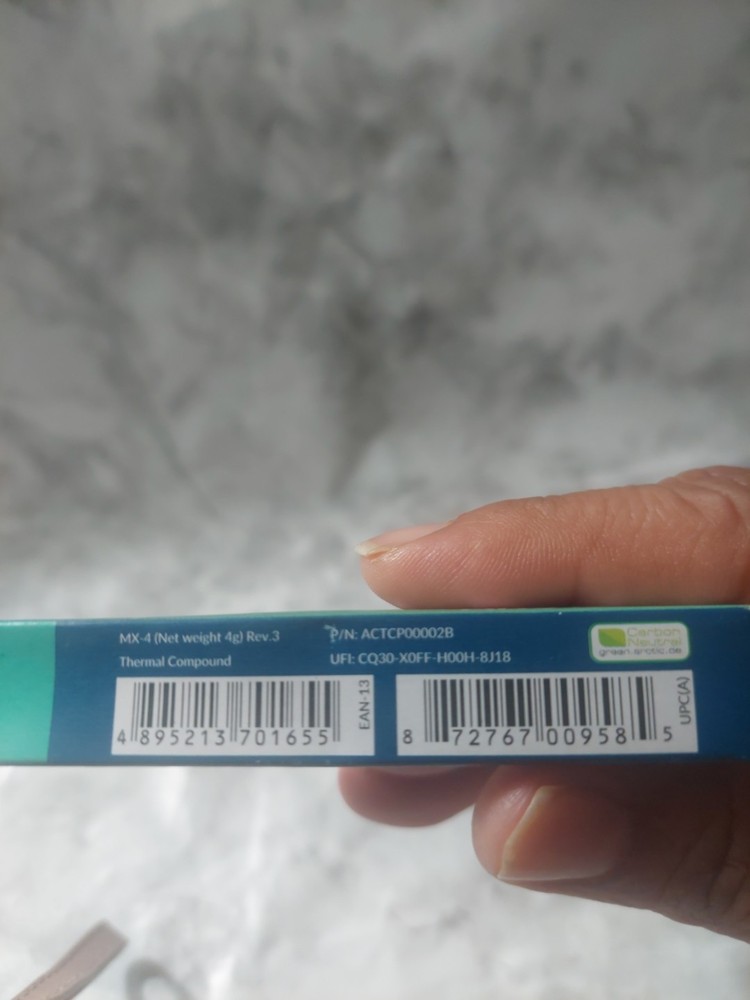 MX-4 (Net weight 4g) Rev.3
Thermal Compound
P/N: ACTCP00002B
UFI: CQ30-X0FF-H00H-8J18
Carbon
Neutral
green.arctic.de
4 895213 701655
EAN-13
8 72767 00958 5
UPC(A)